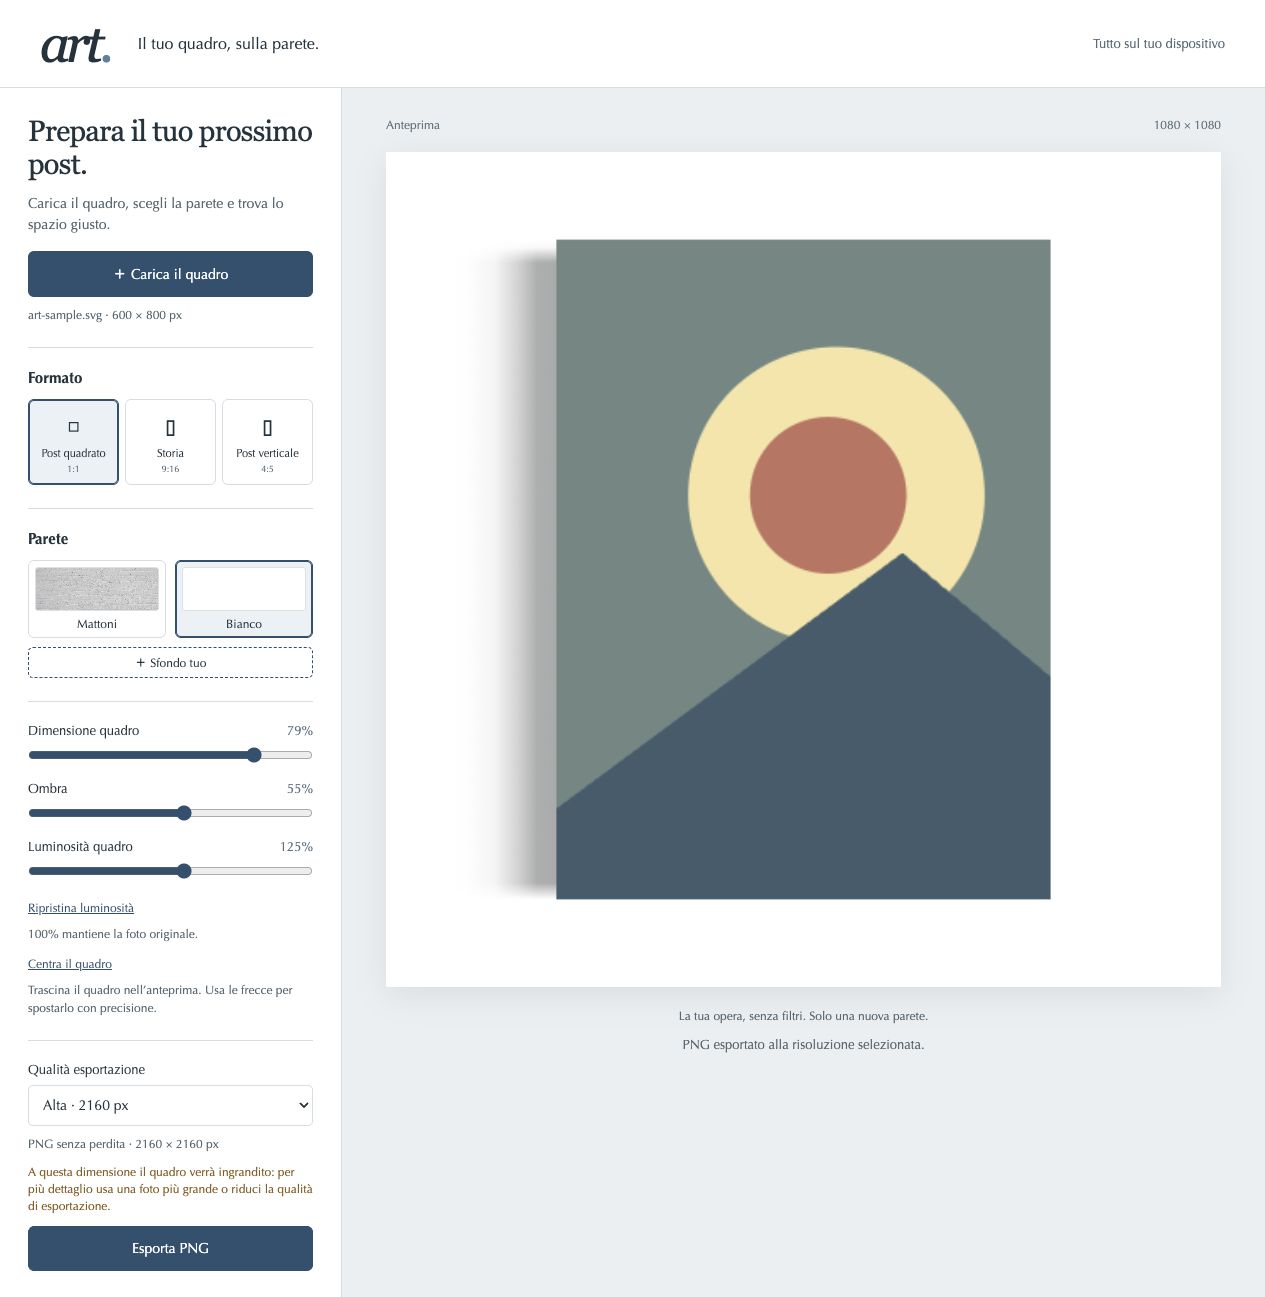 art.
Il tuo quadro, sulla parete.
Tutto sul tuo dispositivo
Prepara il tuo prossimo
post.
Carica il quadro, scegli la parete e trova lo
spazio giusto.
+ Carica il quadro
art-sample.svg · 600 × 800 px
Formato
Post quadrato
1:1
Storia
9:16
Post verticale
4:5
Parete
Mattoni
Bianco
+ Sfondo tuo
Dimensione quadro
79%
Ombra
55%
Luminosità quadro
125%
Ripristina luminosità
100% mantiene la foto originale.
Centra il quadro
Trascina il quadro nell’anteprima. Usa le frecce per
spostarlo con precisione.
Qualità esportazione
Alta · 2160 px
PNG senza perdita · 2160 × 2160 px
A questa dimensione il quadro verrà ingrandito: per
più dettaglio usa una foto più grande o riduci la qualità
di esportazione.
Esporta PNG
Anteprima
1080 × 1080
La tua opera, senza filtri. Solo una nuova parete.
PNG esportato alla risoluzione selezionata.